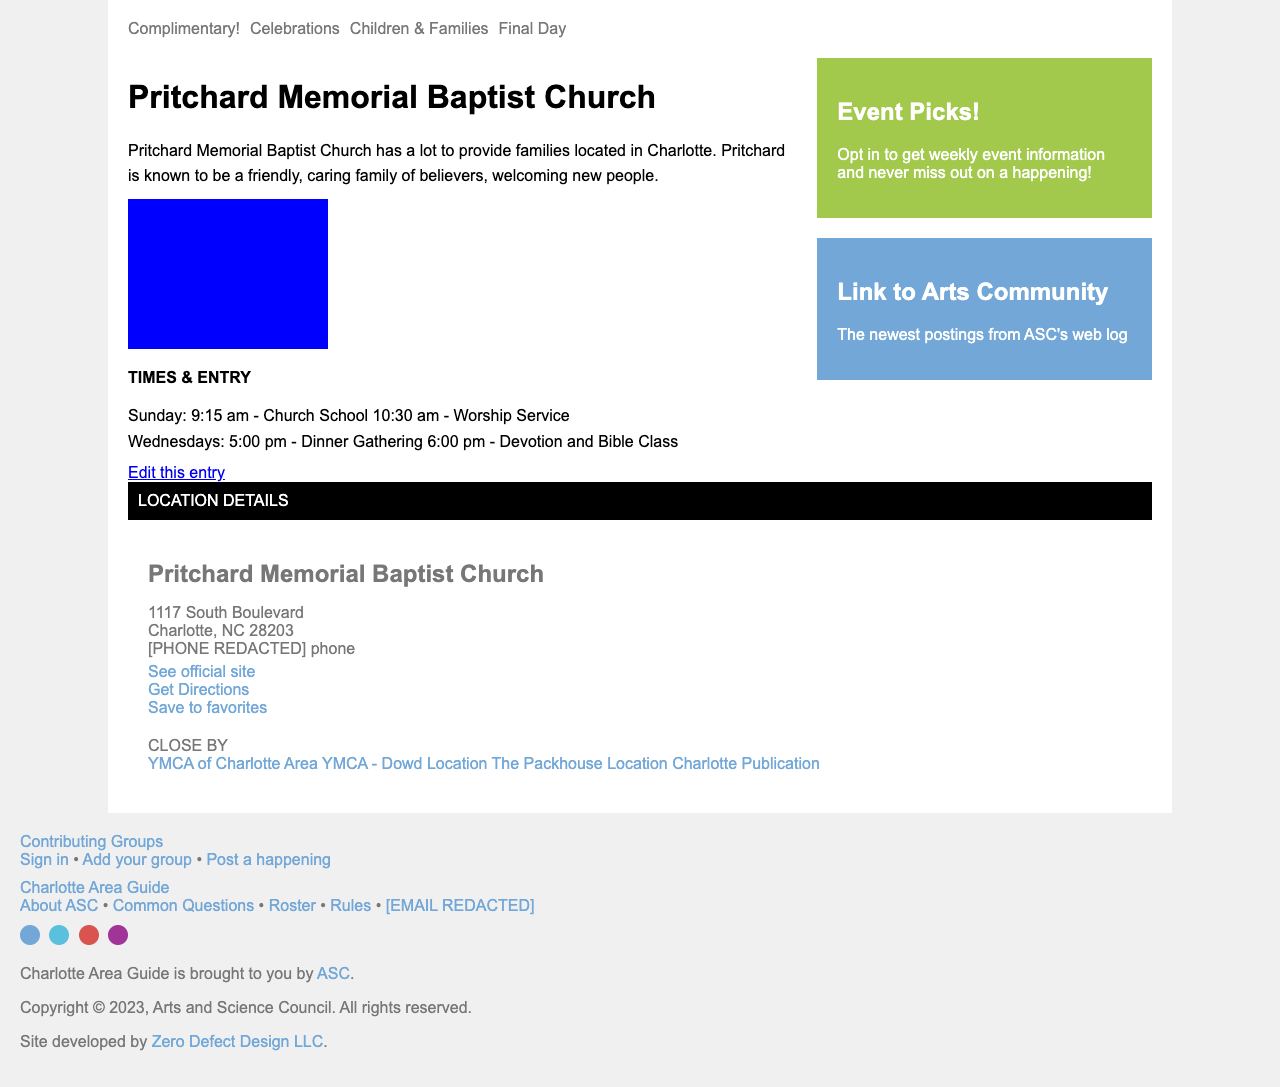 Complimentary! Celebrations Children & Families Final Day
Pritchard Memorial Baptist Church
Pritchard Memorial Baptist Church has a lot to provide families located in Charlotte. Pritchard
is known to be a friendly, caring family of believers, welcoming new people.
TIMES & ENTRY
Sunday: 9:15 am - Church School 10:30 am - Worship Service
Wednesdays: 5:00 pm - Dinner Gathering 6:00 pm - Devotion and Bible Class
Edit this entry
Event Picks!
Opt in to get weekly event information
and never miss out on a happening!
Link to Arts Community
The newest postings from ASC's web log
LOCATION DETAILS
Pritchard Memorial Baptist Church
1117 South Boulevard
Charlotte, NC 28203
[PHONE REDACTED] phone
See official site
Get Directions
Save to favorites
CLOSE BY
YMCA of Charlotte Area YMCA - Dowd Location The Packhouse Location Charlotte Publication
Contributing Groups
Sign in • Add your group • Post a happening
Charlotte Area Guide
About ASC • Common Questions • Roster • Rules • [EMAIL REDACTED]
Charlotte Area Guide is brought to you by ASC.
Copyright © 2023, Arts and Science Council. All rights reserved.
Site developed by Zero Defect Design LLC.